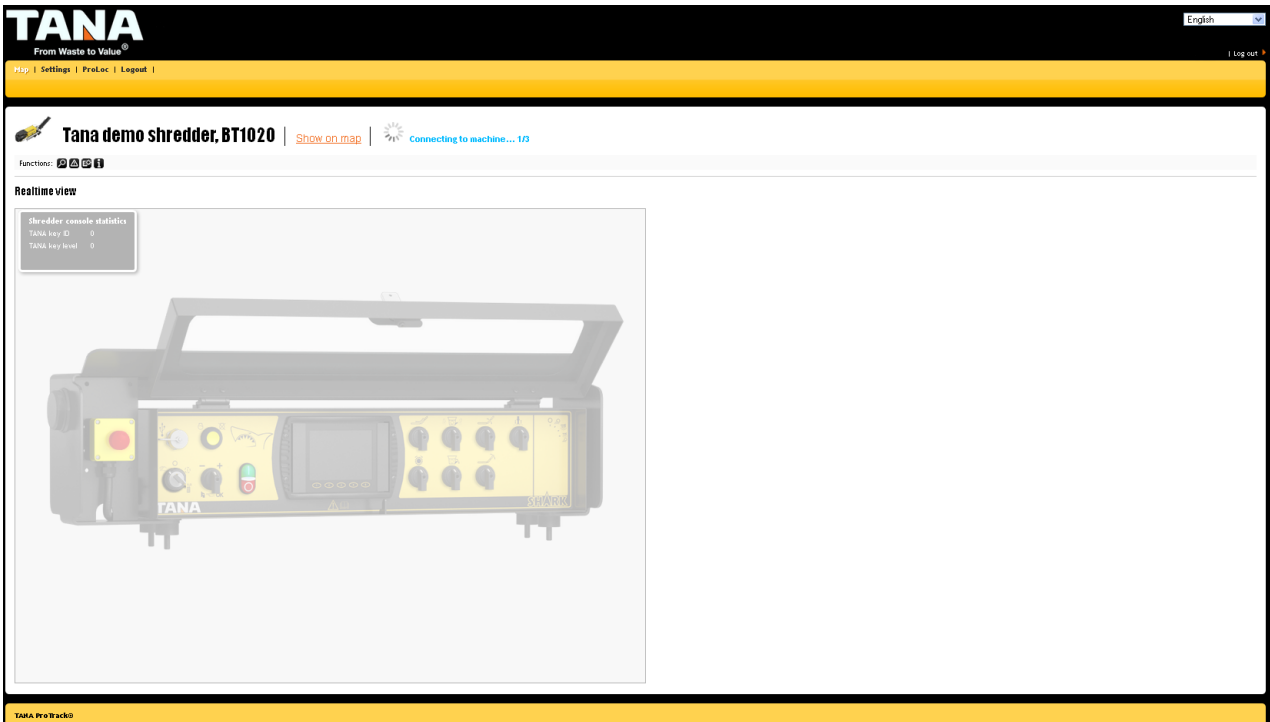 TANA
From Waste to Value®
English
| Log out
Map | Settings | ProLoc | Logout |
Tana demo shredder, BT1020 | Show on map | Connecting to machine... 1/3
Functions:
Realtime view
Shredder console statistics
TANA key ID 0
TANA key level 0
TANA
SHARK
TANA ProTrack®